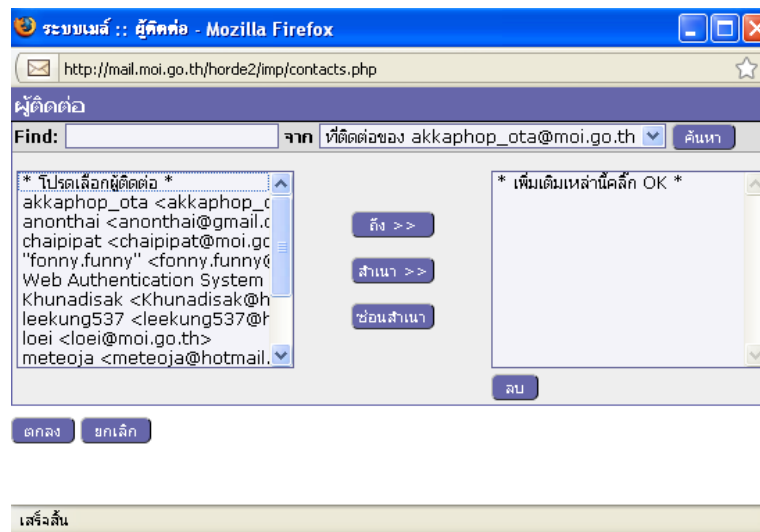 ระบบเมล์ :: ผู้ติดต่อ - Mozilla Firefox
http://mail.moi.go.th/horde2/imp/contacts.php
ผู้ติดต่อ
Find: จาก ที่ติดต่อของ akkaphop_ota@moi.go.th ค้นหา
* โปรดเลือกผู้ติดต่อ *
akkaphop_ota <akkaphop_o
anonthai <anonthai@gmail.c
chaipipat <chaipipat@moi.go
"fonny.funny" <fonny.funny@
Web Authentication System
Khunadisak <Khunadisak@h
leekung537 <leekung537@h
loei <loei@moi.go.th>
meteoja <meteoja@hotmail.
ถึง >>
สำเนา >>
ซ่อนสำเนา
* เพิ่มเติมเหล่านี้คลิ๊ก OK *
ลบ
ตกลง ยกเลิก
เสร็จสิ้น